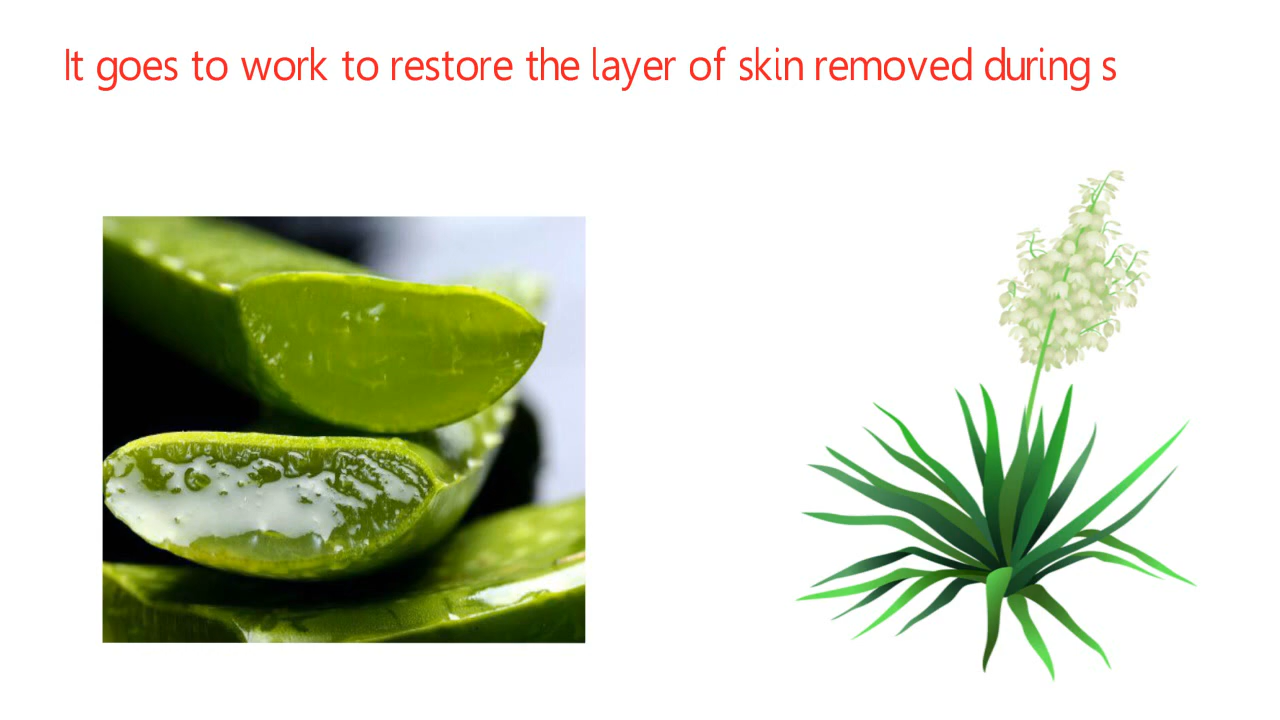 It goes to work to restore the layer of skin removed during s